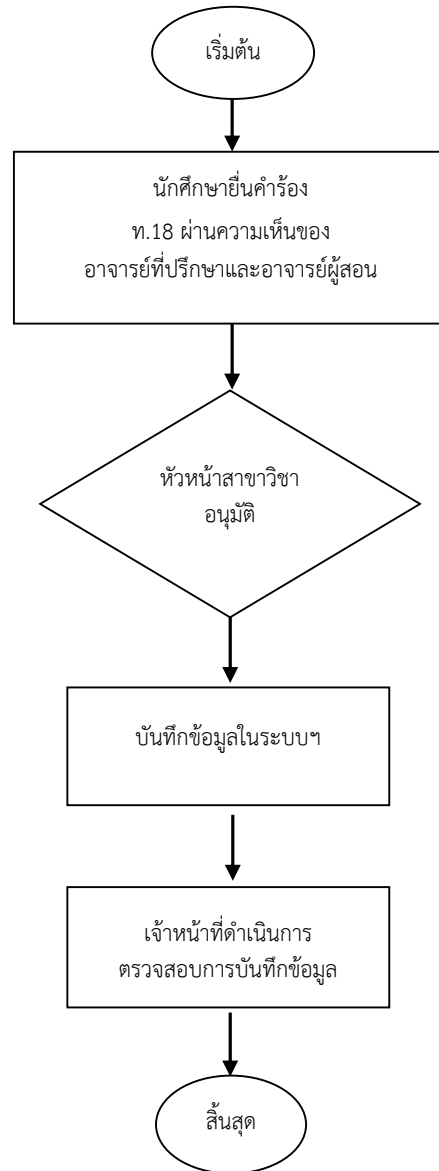 เริ่มต้น
นักศึกษายื่นคำร้อง
ท.18 ผ่านความเห็นของ
อาจารย์ที่ปรึกษาและอาจารย์ผู้สอน
หัวหน้าสาขาวิชา
อนุมัติ
บันทึกข้อมูลในระบบฯ
เจ้าหน้าที่ดำเนินการ
ตรวจสอบการบันทึกข้อมูล
สิ้นสุด